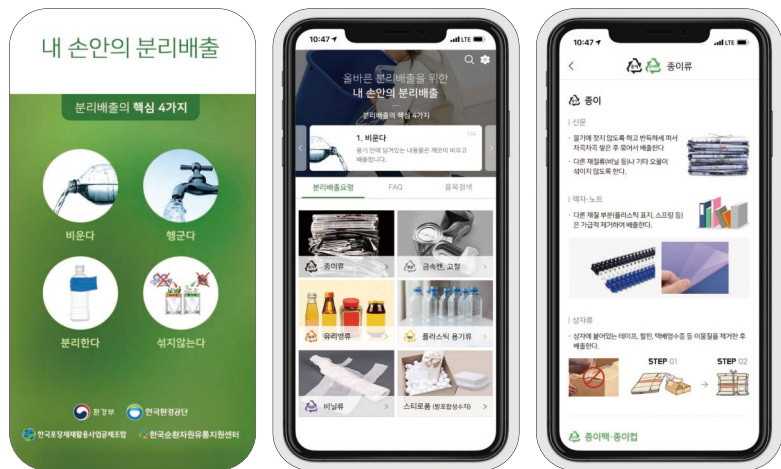 내 손안의 분리배출
분리배출의 핵심 4가지
비운다
헹군다
분리한다
섞지않는다
환경부
한국환경공단
한국포장재재활용사업공제조합
한국순환자원유통지원센터
10:47
LTE
올바른 분리배출을 위한
내 손안의 분리배출
분리배출의 핵심 4가지
1. 비운다
1/4
용기 안에 담겨있는 내용물은 깨끗이 비우고
배출합니다.
분리배출요령
FAQ
품목검색
종이류
금속캔, 고철
유리병류
플라스틱 용기류
비닐류
스티로폼 (발포합성수지)
10:47
LTE
종이류
종이
신문
· 물기에 젖지 않도록 하고 반듯하게 펴서
차곡차곡 쌓은 후 묶어서 배출한다
· 다른 재질류(비닐 등)나 기타 오물이
섞이지 않도록 한다.
책자·노트
· 다른 재질 부분(플라스틱 표지, 스프링 등)
은 가급적 제거하여 배출한다.
상자류
· 상자에 붙어있는 테이프, 철핀, 택배영수증 등 이물질을 제거한 후
배출한다.
STEP 01
STEP 02
종이팩·종이컵